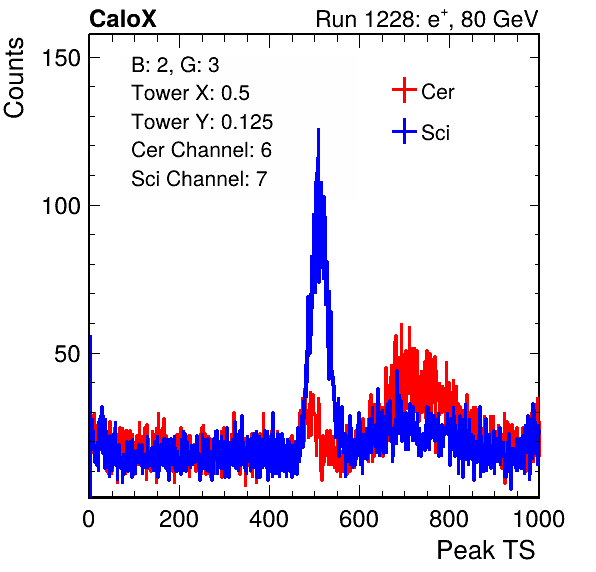 CaloX Run 1228: e⁺, 80 GeV
B: 2, G: 3
Tower X: 0.5
Tower Y: 0.125
Cer Channel: 6
Sci Channel: 7
Cer
Sci
Counts
150
100
50
0 200 400 600 800 1000
Peak TS